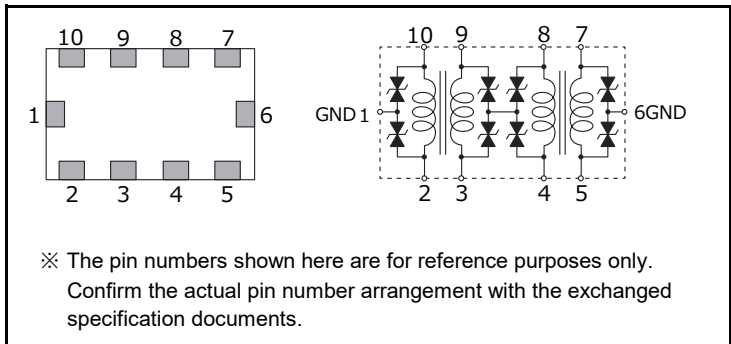 10 9 8 7
1 6
2 3 4 5
10 9 8 7
GND 1 6GND
2 3 4 5
※ The pin numbers shown here are for reference purposes only.
Confirm the actual pin number arrangement with the exchanged
specification documents.